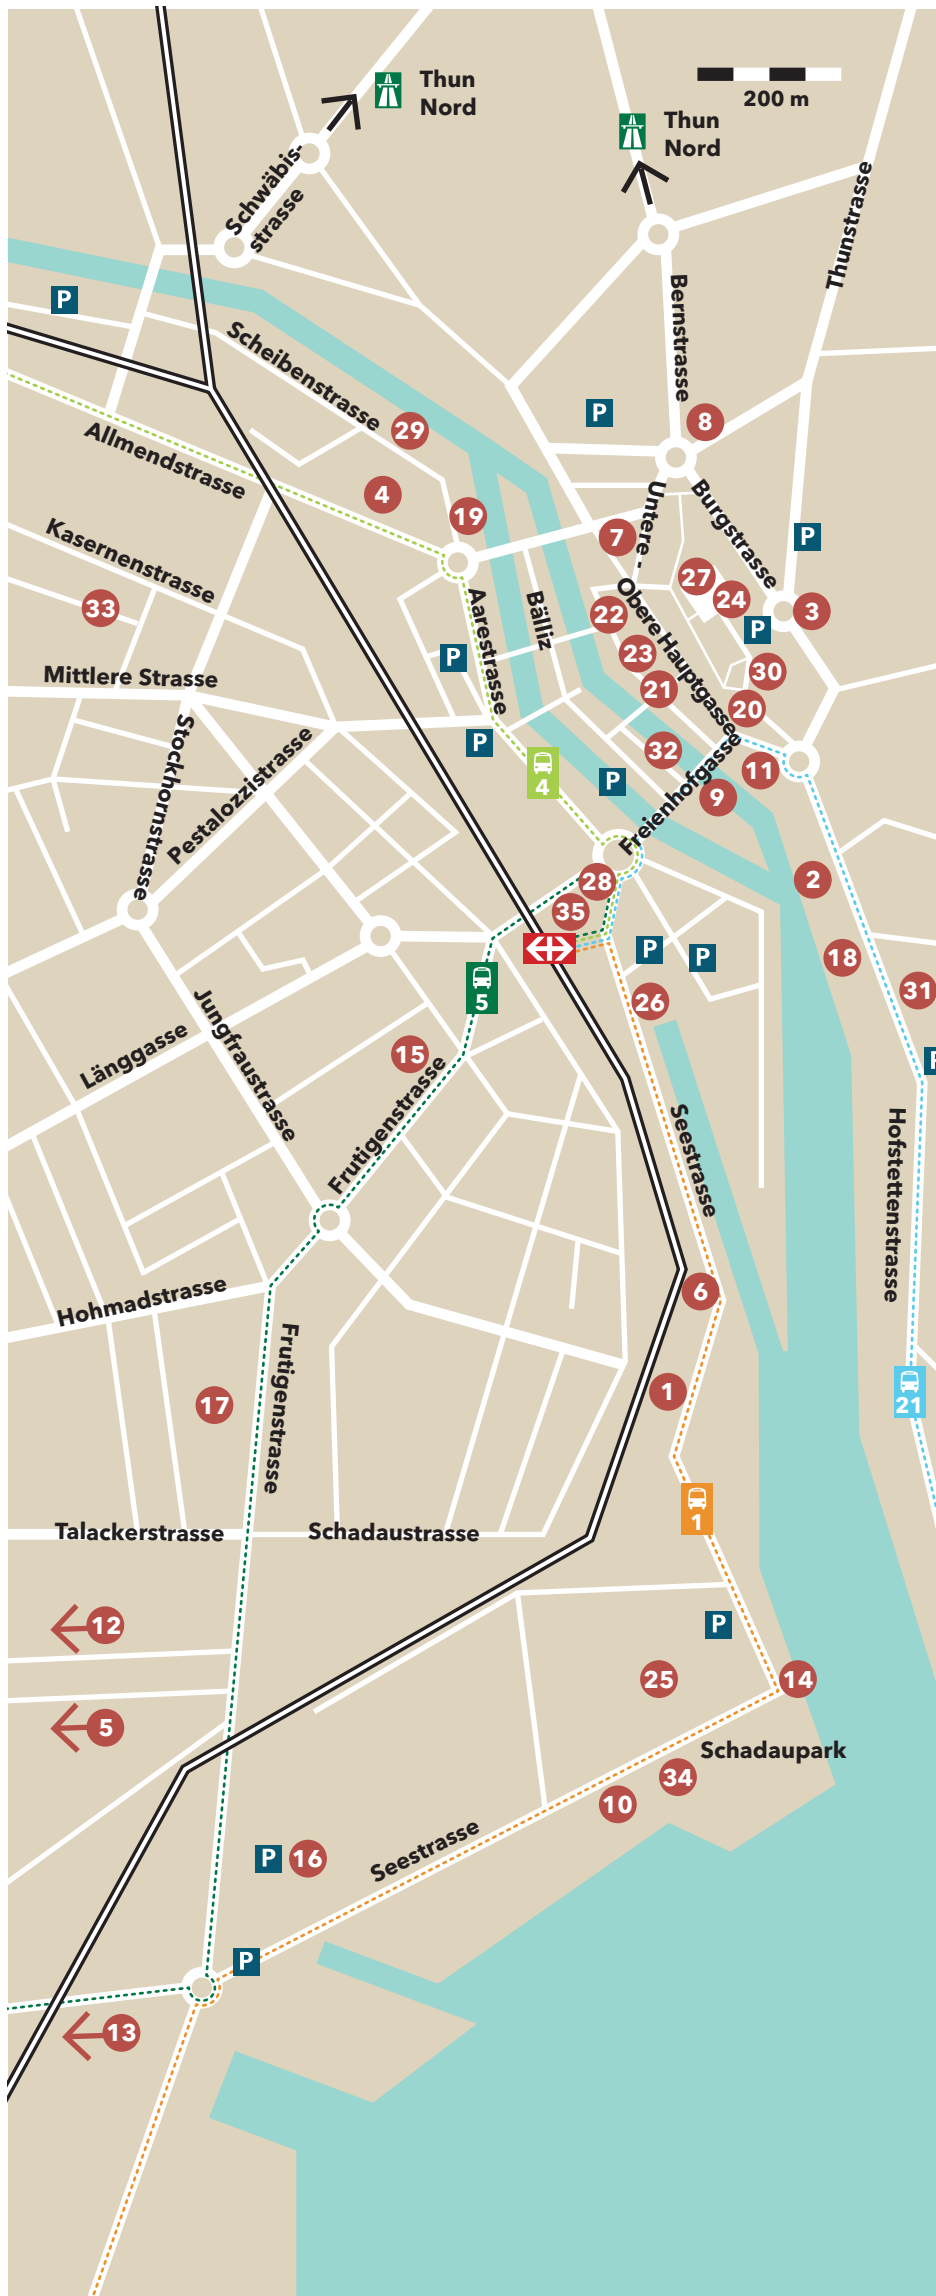 Thun
Nord
200 m
Thun
Nord
Schwäbis-
strasse
Thunstrasse
P
Bernstrasse
Scheibenstrasse
P
8
29
Allmendstrasse
4
Untere -
Burgstrasse
19
7
P
Kasernenstrasse
27
24
33
Aarestrasse
Bälliz
22
Obere Hauptgasse
3
P
P
23
30
Mittlere Strasse
21
20
Stockhornstrasse
P
32
Pestalozzistrasse
4
P
Freienhofgasse
11
9
28
2
35
P
P
18
5
26
31
Jungfraustrasse
Länggasse
15
P
Frutigenstrasse
Seestrasse
Hofstettenstrasse
Hohmadstrasse
6
17
Frutigenstrasse
1
21
1
Talackerstrasse
Schadaustrasse
12
P
25
14
5
Schadaupark
34
10
P
16
Seestrasse
P
13